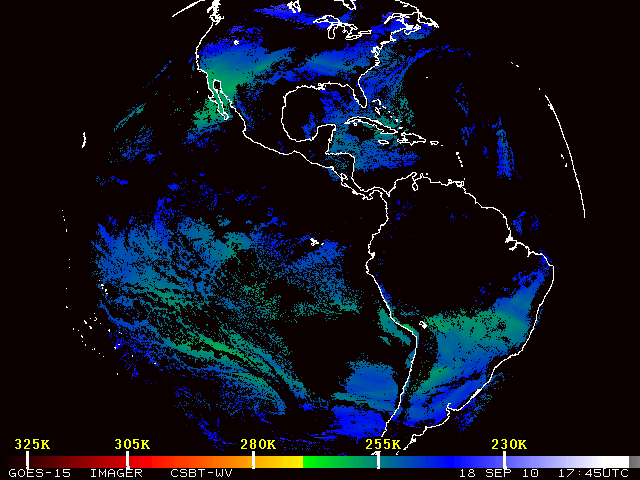 325K 305K 280K 255K 230K
GOES-15 IMAGER CSBT-WV 18 SEP 10 17:45UTC